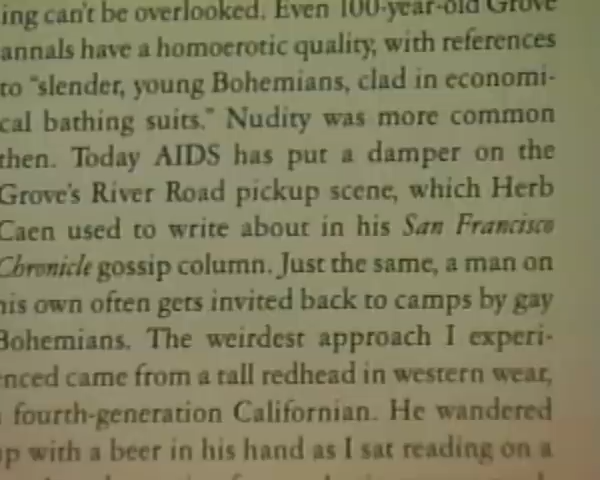 ing can't be overlooked. Even 100-year-old Grove
annals have a homoerotic quality, with references
to "slender, young Bohemians, clad in economi-
cal bathing suits." Nudity was more common
then. Today AIDS has put a damper on the
Grove's River Road pickup scene, which Herb
Caen used to write about in his San Francisco
Chronicle gossip column. Just the same, a man on
his own often gets invited back to camps by gay
Bohemians. The weirdest approach I experi-
enced came from a tall redhead in western wear,
fourth-generation Californian. He wandered
up with a beer in his hand as I sat reading on a